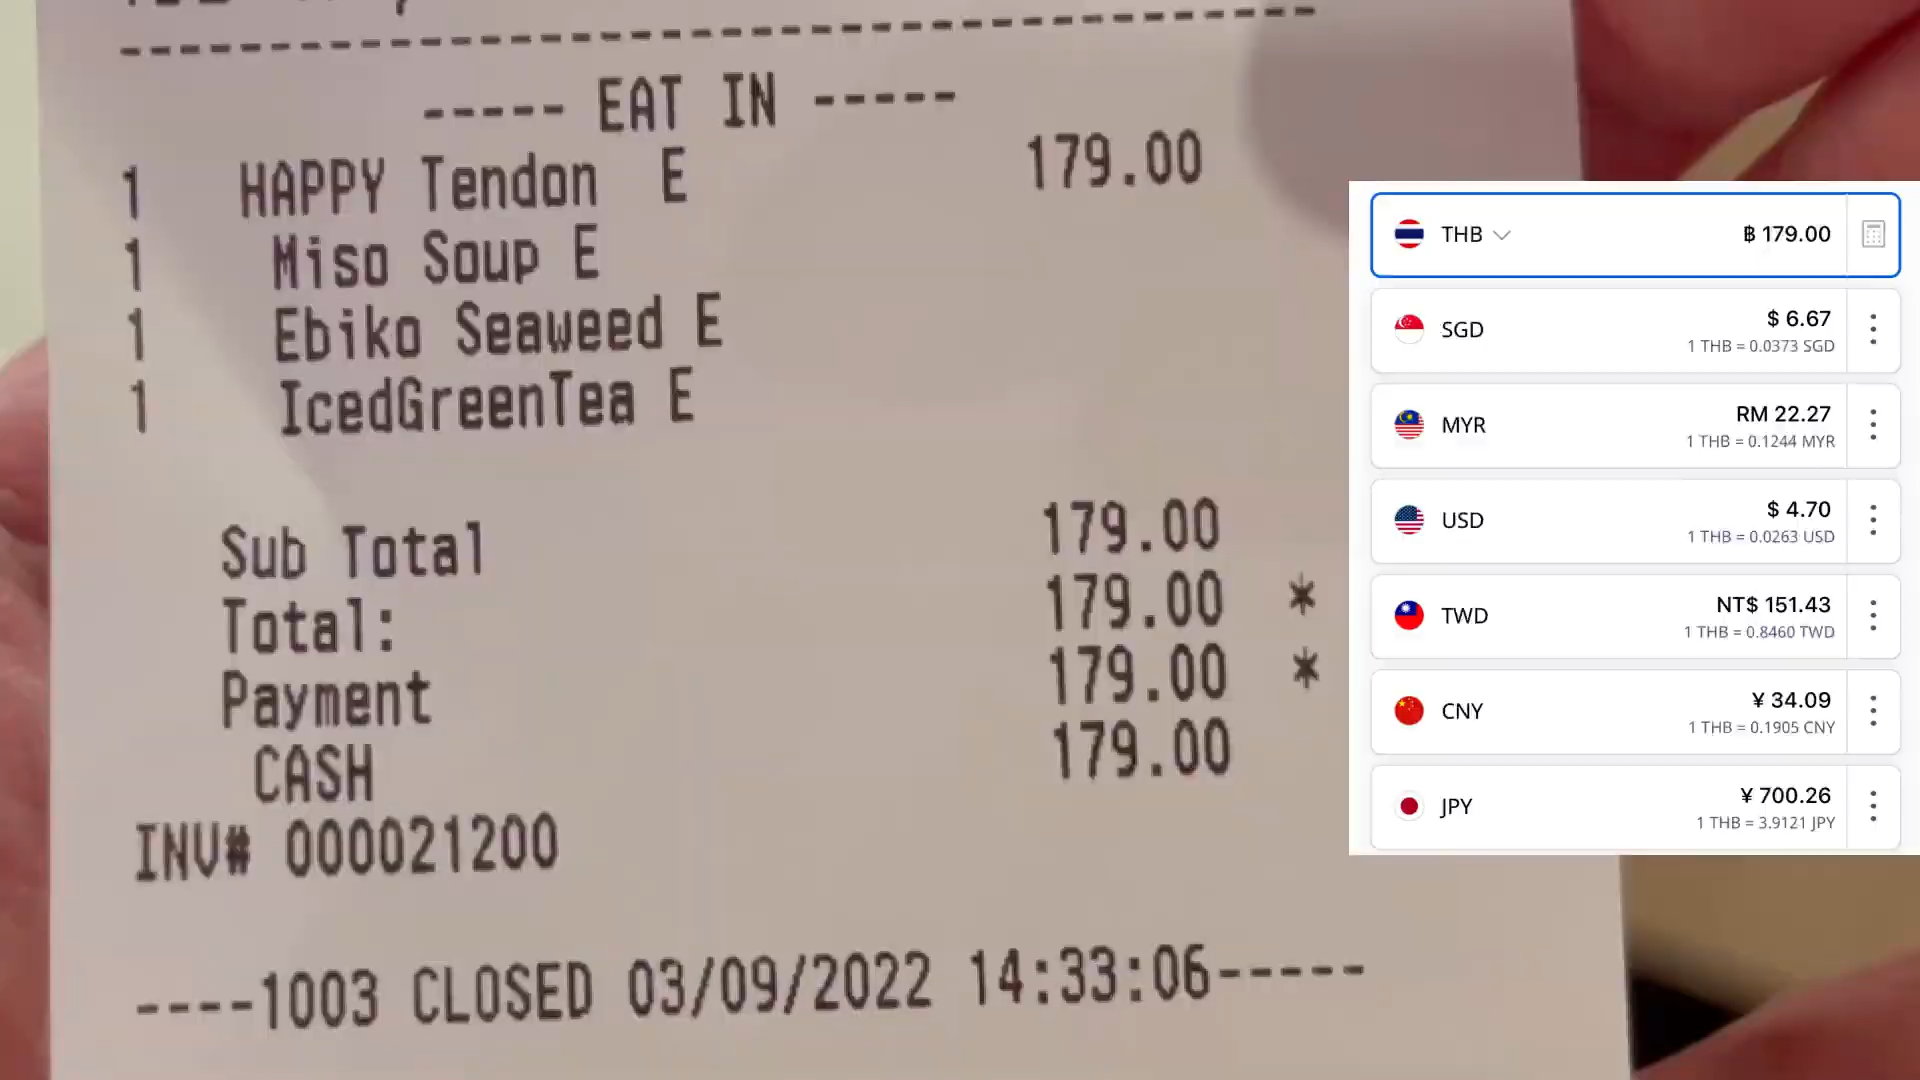 --------------------------------------
----- EAT IN -----
1 HAPPY Tendon E 179.00
1 Miso Soup E
1 Ebiko Seaweed E
1 IcedGreenTea E
Sub Total 179.00
Total: 179.00 *
Payment 179.00 *
CASH 179.00
INV# 000021200
----1003 CLOSED 03/09/2022 14:33:06-----
THB ฿ 179.00
SGD $ 6.67
1 THB = 0.0373 SGD
MYR RM 22.27
1 THB = 0.1244 MYR
USD $ 4.70
1 THB = 0.0263 USD
TWD NT$ 151.43
1 THB = 0.8460 TWD
CNY ¥ 34.09
1 THB = 0.1905 CNY
JPY ¥ 700.26
1 THB = 3.9121 JPY